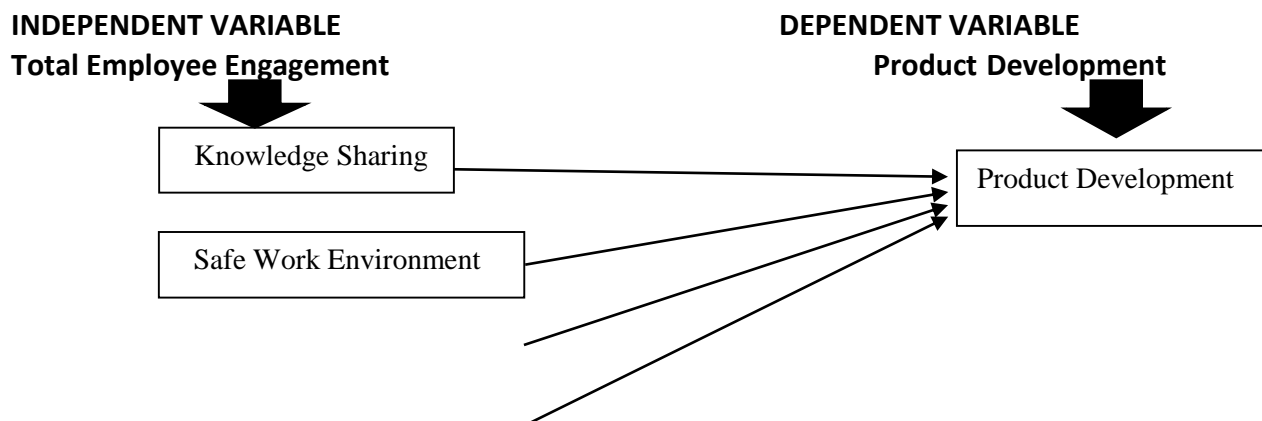 INDEPENDENT VARIABLE
DEPENDENT VARIABLE
Total Employee Engagement
Product Development
Knowledge Sharing
Product Development
Safe Work Environment